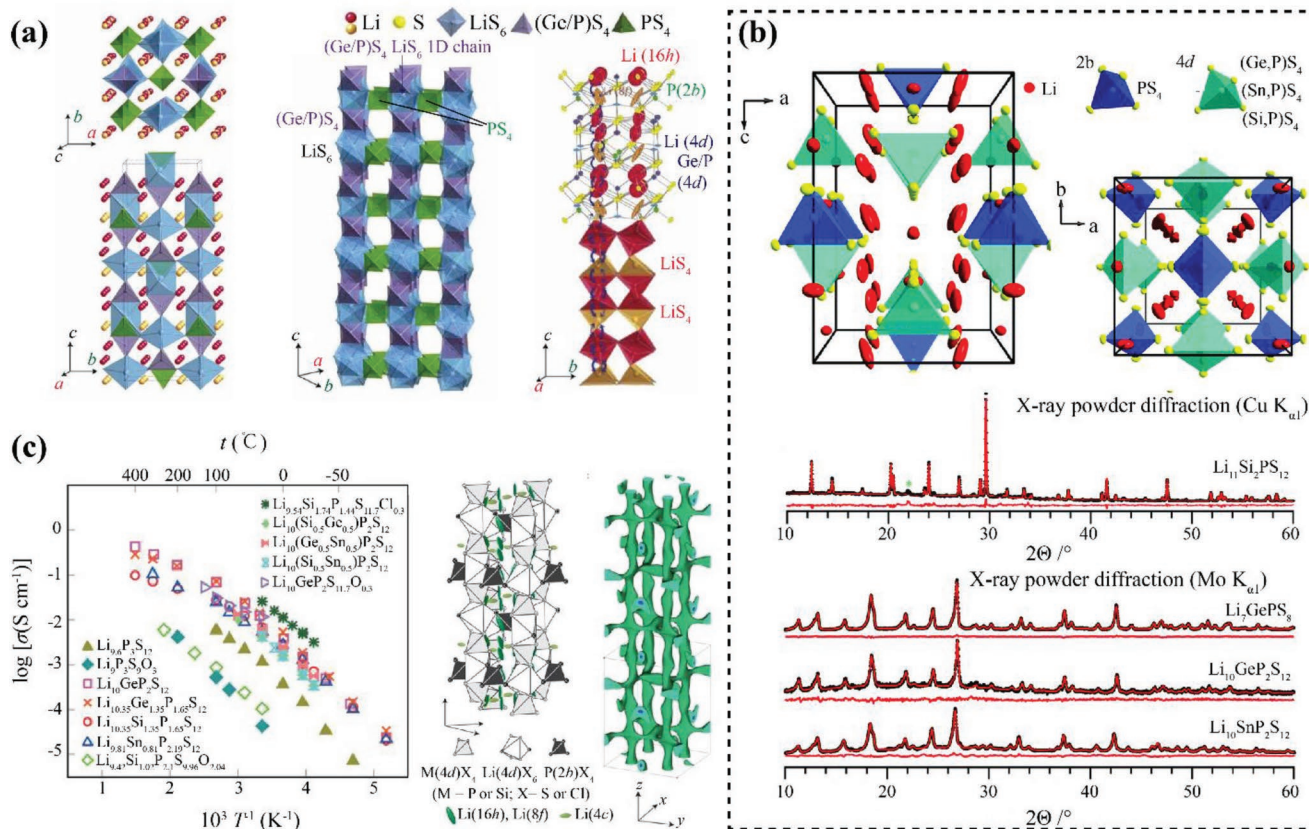 (a)
Li S LiS₆ (Ge/P)S₄ PS₄
(Ge/P)S₄ LiS₆ 1D chain
(Ge/P)S₄
LiS₆
PS₄
Li (16h)
P(2b)
Li (4d)
Ge/P
(4d)
LiS₄
LiS₄
b
c
a
c
a
b
c
a
b
c
a
b
(b)
Li
2b
PS₄
4d
(Ge,P)S₄
(Sn,P)S₄
(Si,P)S₄
a
c
b
a
X-ray powder diffraction (Cu Kα1)
Li₁₁Si₂PS₁₂
10 20 30 40 50 60
2Θ /°
X-ray powder diffraction (Mo Kα1)
Li₇GePS₈
Li₁₀GeP₂S₁₂
Li₁₀SnP₂S₁₂
10 20 30 40 50 60
2Θ /°
(c)
t (℃)
400 200 100 0 -50
Li₉.₅₄Si₁.₇₄P₁.₄₄S₁₁.₇Cl₀.₃
Li₁₀(Si₀.₅Ge₀.₅)P₂S₁₂
Li₁₀(Ge₀.₅Sn₀.₅)P₂S₁₂
Li₁₀(Si₀.₅Sn₀.₅)P₂S₁₂
Li₁₀GeP₂S₁₁.₇O₀.₃
log [σ(S cm⁻¹)]
0
-1
-2
-3
-4
-5
Li₉.₆P₃S₁₂
Li₉P₃S₉O₃
Li₁₀GeP₂S₁₂
Li₁₀.₃₅Ge₁.₃₅P₁.₆₅S₁₂
Li₁₀.₃₅Si₁.₃₅P₁.₆₅S₁₂
Li₉.₈₁Sn₀.₈₁P₂.₁₉S₁₂
Li₉.₄₂Si₁.₀₂P₂.₁S₉.₉₆O₂.₀₄
1 2 3 4 5
10³ T⁻¹ (K⁻¹)
M(4d)X₄ Li(4d)X₆ P(2b)X₄
(M – P or Si; X– S or Cl)
Li(16h), Li(8f) Li(4c)
z
x
y